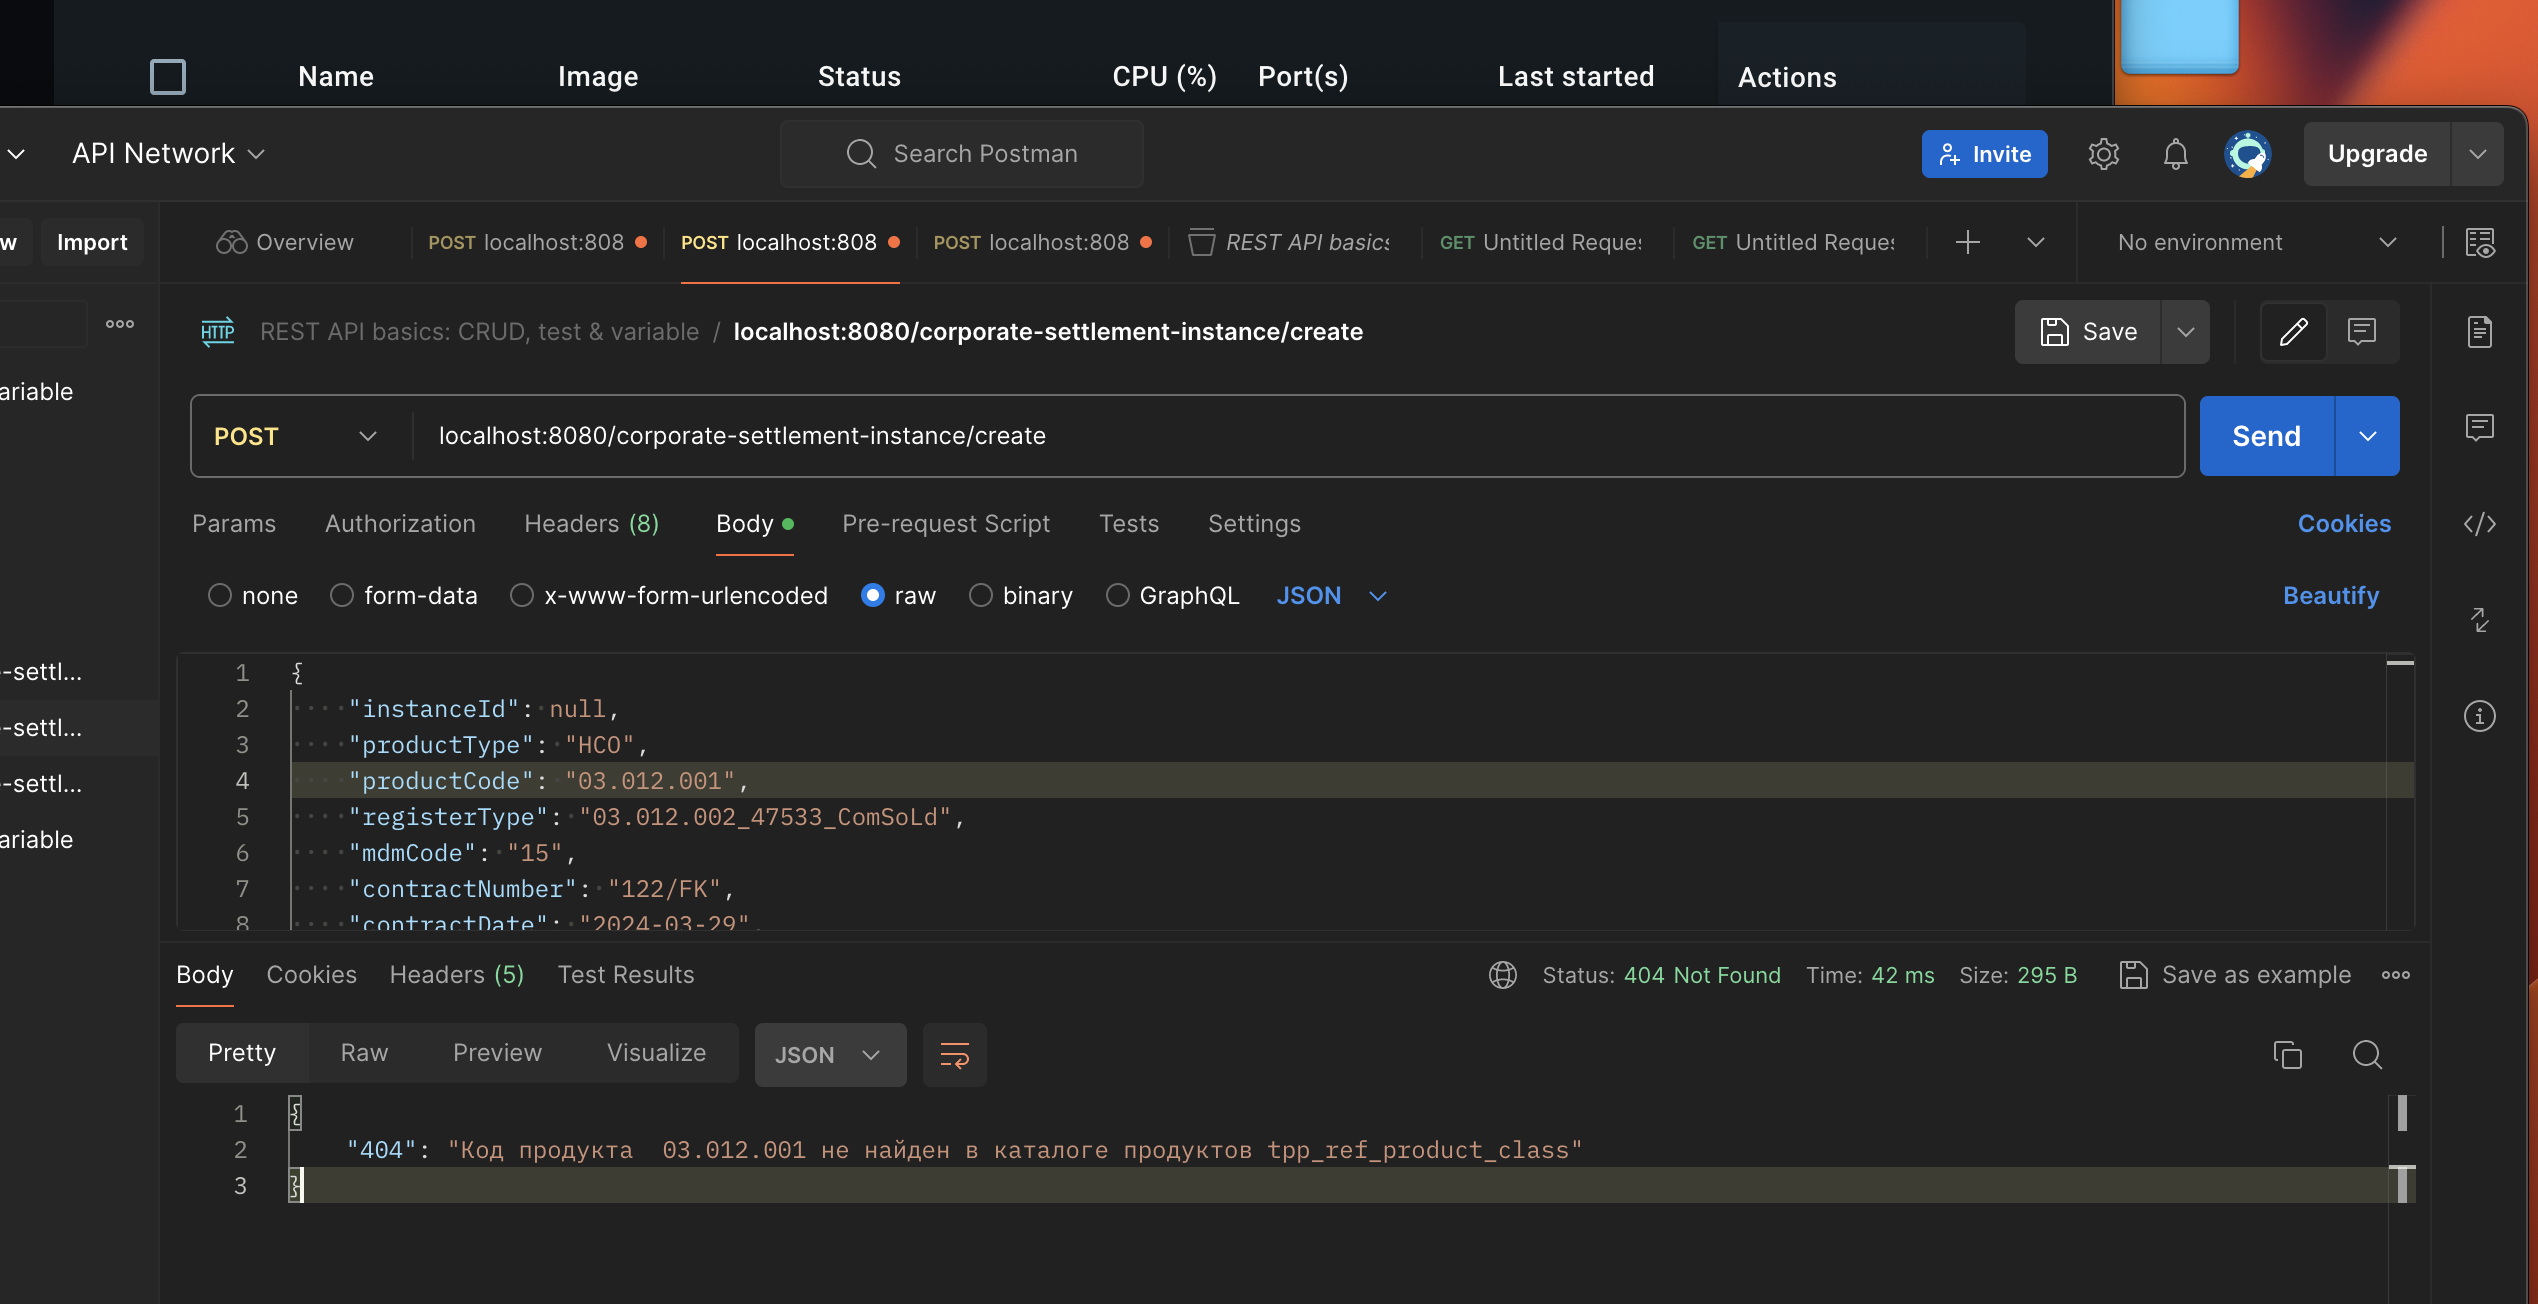 Name Image Status CPU (%) Port(s) Last started Actions
API Network Search Postman Invite Upgrade
w Import Overview POST localhost:808 POST localhost:808 POST localhost:808 REST API basics GET Untitled Reques GET Untitled Reques No environment
REST API basics: CRUD, test & variable / localhost:8080/corporate-settlement-instance/create Save
ariable
POST localhost:8080/corporate-settlement-instance/create Send
Params Authorization Headers (8) Body Pre-request Script Tests Settings Cookies
none form-data x-www-form-urlencoded raw binary GraphQL JSON Beautify
-settl...
-settl...
-settl...
ariable
1 {
2 "instanceId": null,
3 "productType": "НСО",
4 "productCode": "03.012.001",
5 "registerType": "03.012.002_47533_ComSoLd",
6 "mdmCode": "15",
7 "contractNumber": "122/FK",
8 "contractDate": "2024-03-29",
Body Cookies Headers (5) Test Results Status: 404 Not Found Time: 42 ms Size: 295 B Save as example
Pretty Raw Preview Visualize JSON
1 {
2 "404": "Код продукта  03.012.001 не найден в каталоге продуктов tpp_ref_product_class"
3 }